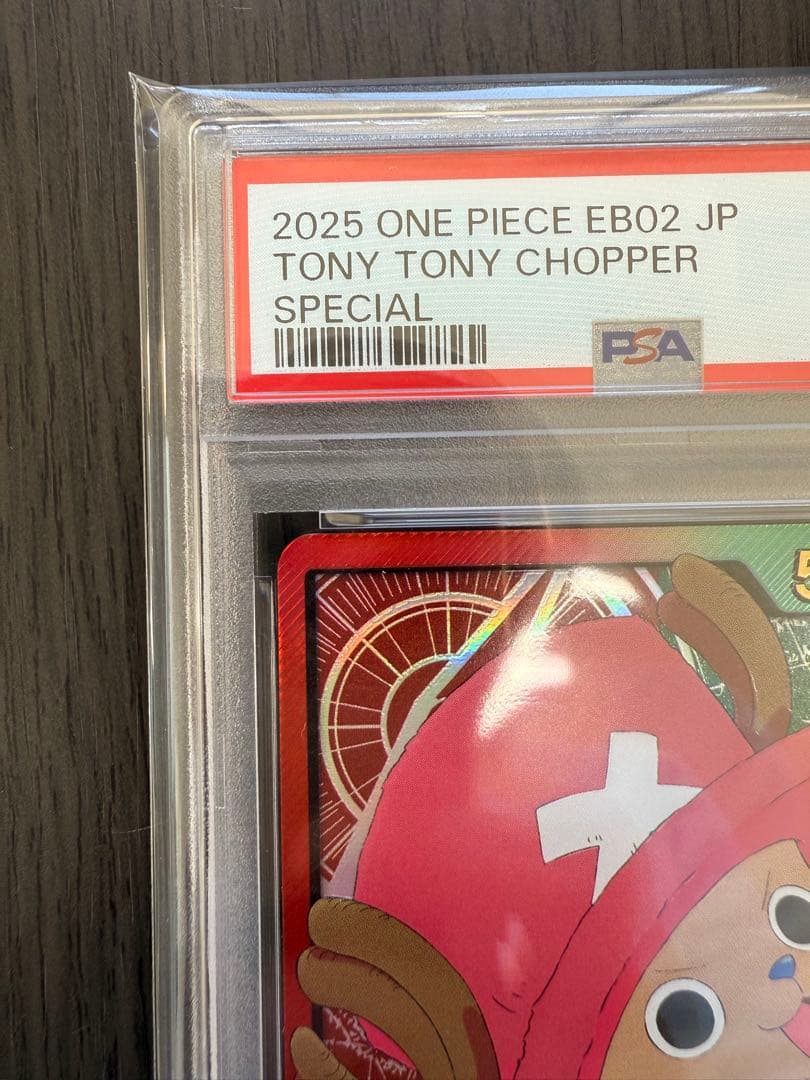 2025 ONE PIECE EB02 JP
TONY TONY CHOPPER
SPECIAL
PSA